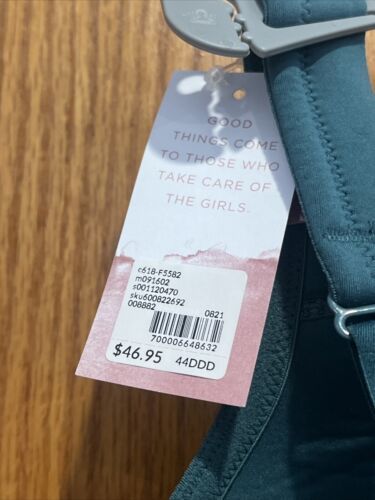 GOOD
THINGS COME
TO THOSE WHO
TAKE CARE OF
THE GIRLS.
c618-F5582
m091602
s001120470
sku600822692
008882
0821
700006648632
$46.95 44DDD